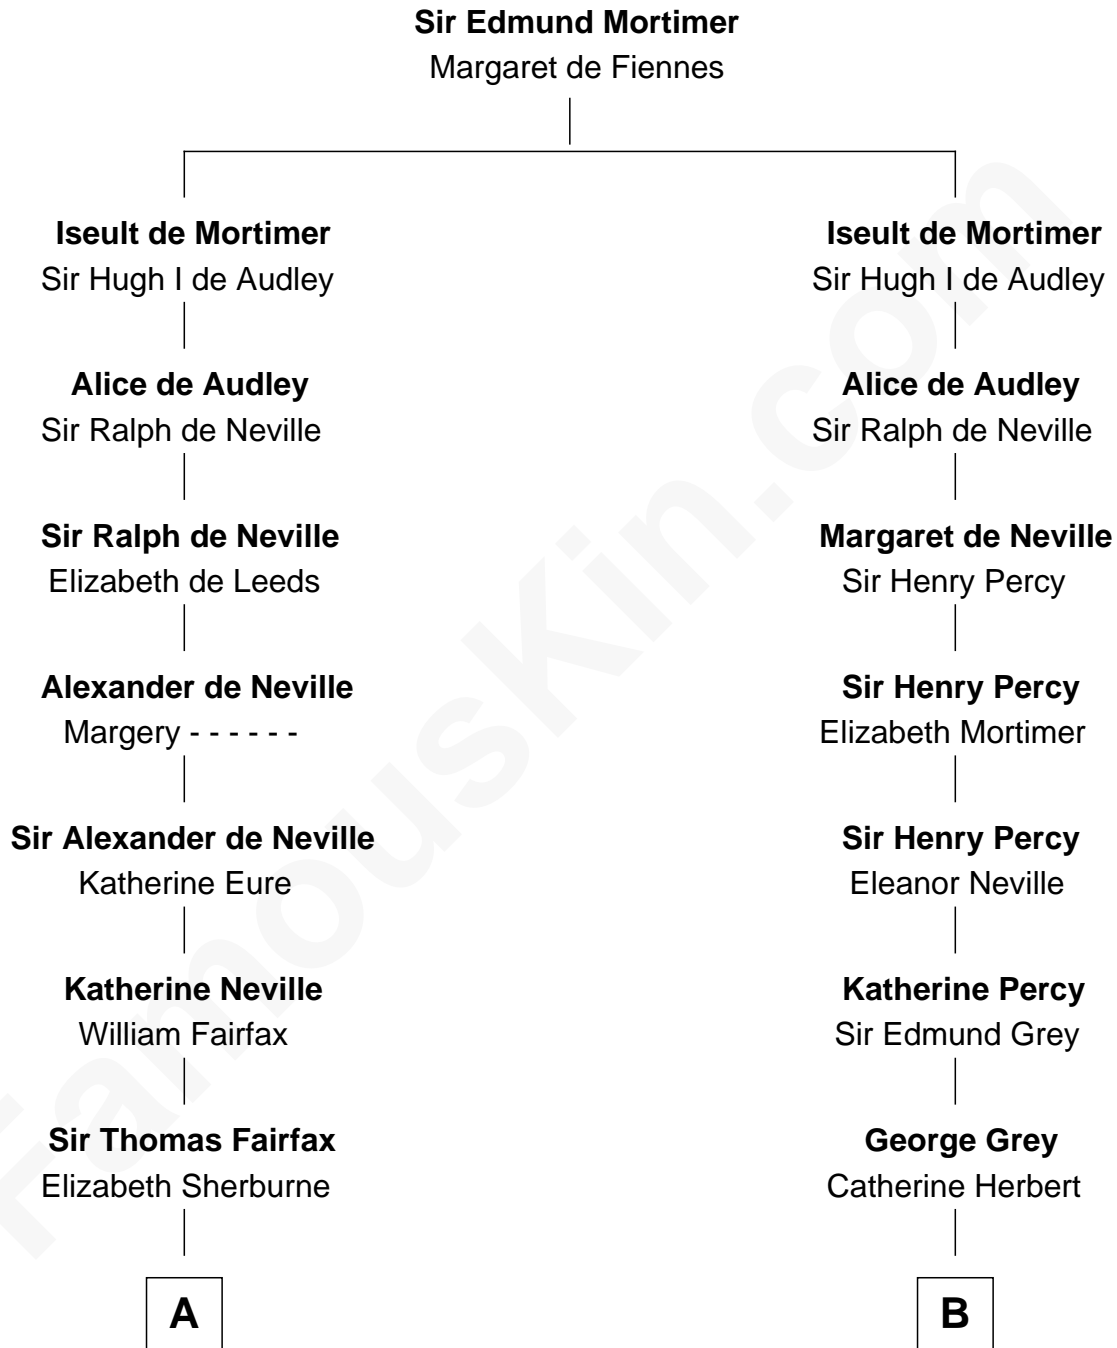 Sir Edmund Mortimer
Margaret de Fiennes
Iseult de Mortimer
Sir Hugh I de Audley
Iseult de Mortimer
Sir Hugh I de Audley
Alice de Audley
Sir Ralph de Neville
Alice de Audley
Sir Ralph de Neville
Sir Ralph de Neville
Elizabeth de Leeds
Margaret de Neville
Sir Henry Percy
Alexander de Neville
Margery - - - - - -
Sir Henry Percy
Elizabeth Mortimer
Sir Alexander de Neville
Katherine Eure
Sir Henry Percy
Eleanor Neville
Katherine Neville
William Fairfax
Katherine Percy
Sir Edmund Grey
Sir Thomas Fairfax
Elizabeth Sherburne
George Grey
Catherine Herbert
A
B
FamousKin.com